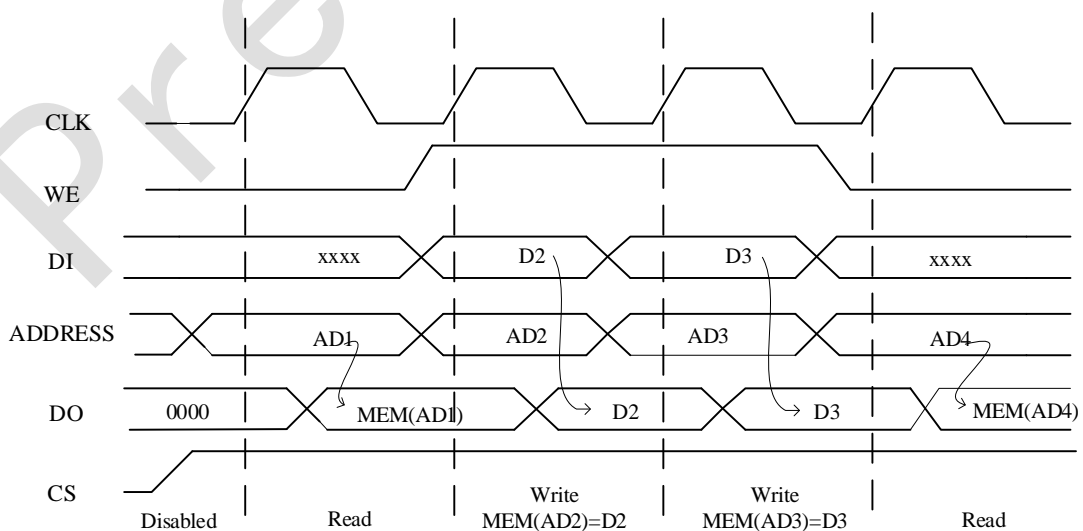 Pre
CLK
WE
DI xxxx D2 D3 xxxx
ADDRESS AD1 AD2 AD3 AD4
DO 0000 MEM(AD1) D2 D3 MEM(AD4)
CS
Disabled Read Write MEM(AD2)=D2 Write MEM(AD3)=D3 Read